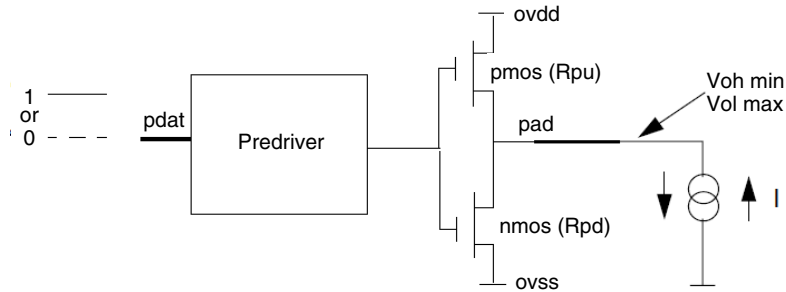 ovdd
pmos (Rpu)
Voh min
Vol max
1
or
0
pdat
Predriver
pad
I
nmos (Rpd)
ovss